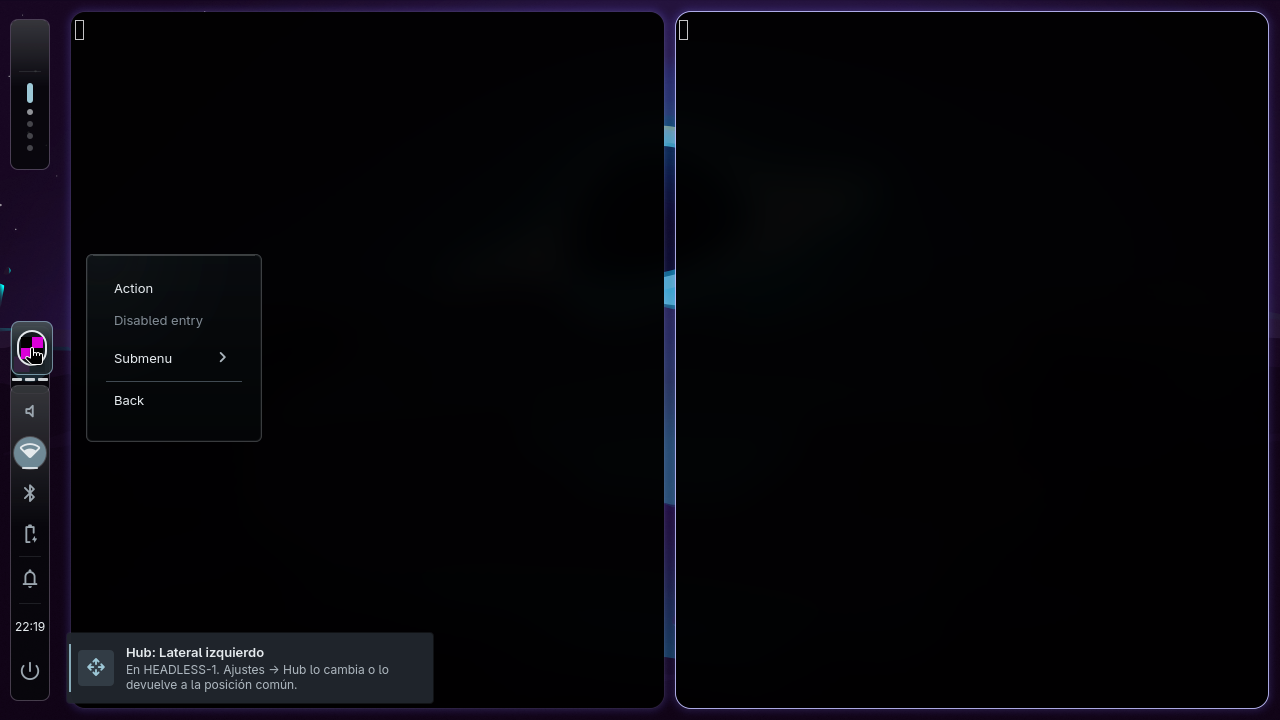 Action
Disabled entry
Submenu
Back
22:19
Hub: Lateral izquierdo
En HEADLESS-1. Ajustes → Hub lo cambia o lo
devuelve a la posición común.